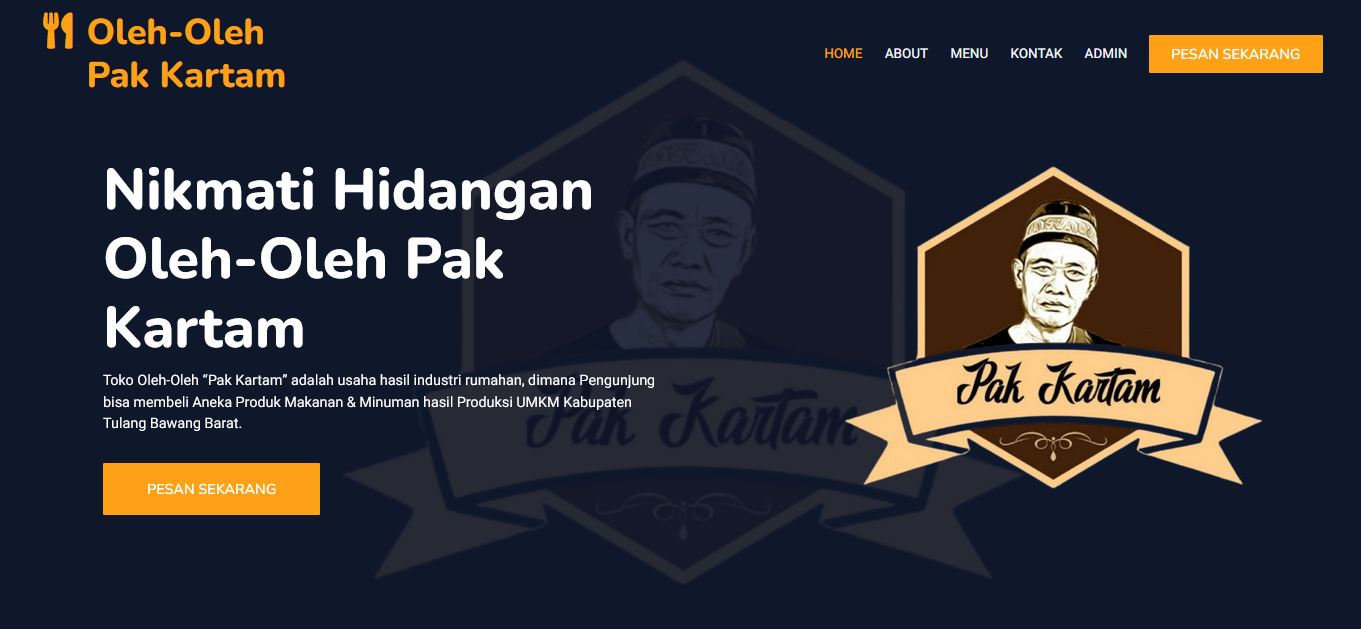 Oleh-Oleh
Pak Kartam
HOME ABOUT MENU KONTAK ADMIN PESAN SEKARANG
Nikmati Hidangan
Oleh-Oleh Pak
Kartam
Toko Oleh-Oleh “Pak Kartam” adalah usaha hasil industri rumahan, dimana Pengunjung
bisa membeli Aneka Produk Makanan & Minuman hasil Produksi UMKM Kabupaten
Tulang Bawang Barat.
PESAN SEKARANG
Pak Kartam
Pak Kartam